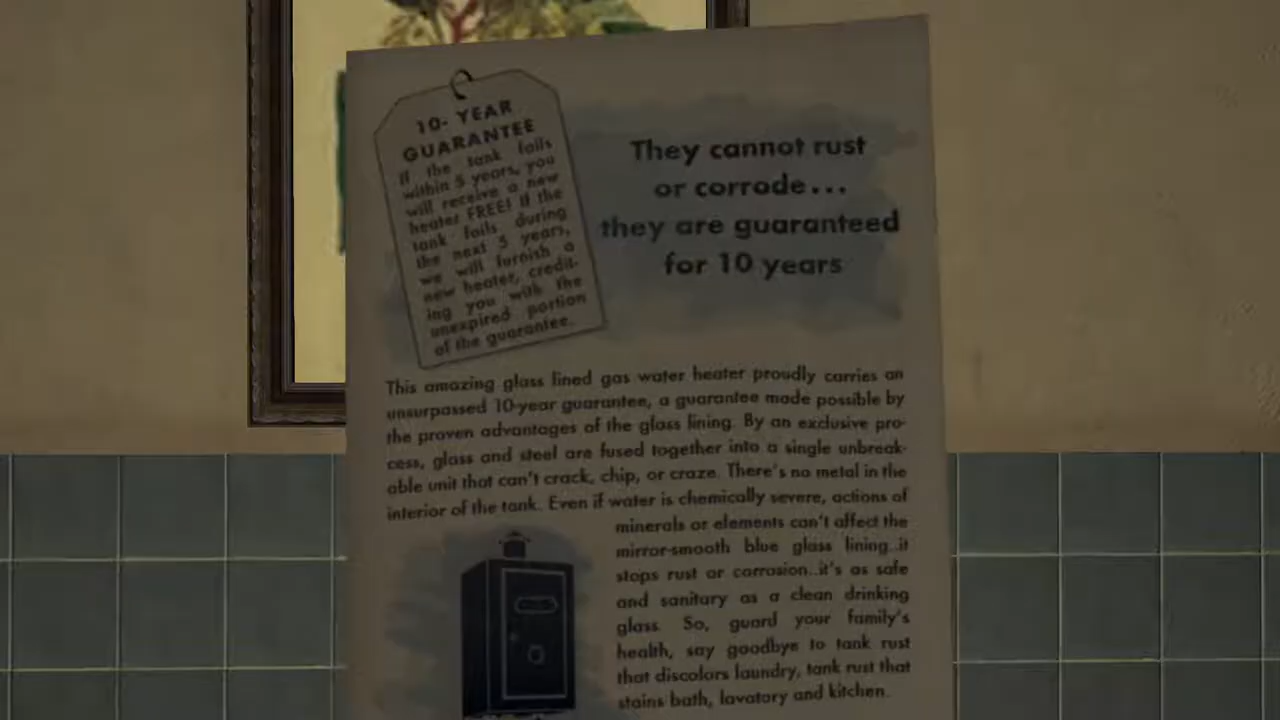 10- YEAR
GUARANTEE
If the tank fails
within 5 years, you
will receive a new
heater FREE! If the
tank fails during
the next 5 years,
we will furnish a
new heater, credit-
ing you with the
unexpired portion
of the guarantee.
They cannot rust
or corrode...
they are guaranteed
for 10 years
This amazing glass lined gas water heater proudly carries an
unsurpassed 10-year guarantee, a guarantee made possible by
the proven advantages of the glass lining. By an exclusive pro-
cess, glass and steel are fused together into a single unbreak-
able unit that can't crack, chip, or craze. There's no metal in the
interior of the tank. Even if water is chemically severe, actions of
minerals or elements can't affect the
mirror-smooth blue glass lining..it
stops rust or corrosion..it's as safe
and sanitary as a clean drinking
glass. So, guard your family's
health, say goodbye to tank rust
that discolors laundry, tank rust that
stains bath, lavatory and kitchen.